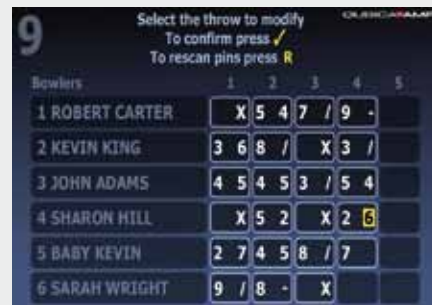 9
Select the throw to modify
To confirm press ✓
To rescan pins press R
QUBICAAMF
Bowlers 1 2 3 4 5
1 ROBERT CARTER X 5 4 7 / 9 -
2 KEVIN KING 3 6 8 / X 3 /
3 JOHN ADAMS 4 5 4 5 3 / 5 4
4 SHARON HILL X 5 2 X 2 6
5 BABY KEVIN 2 7 4 5 8 / 7
6 SARAH WRIGHT 9 / 8 - X